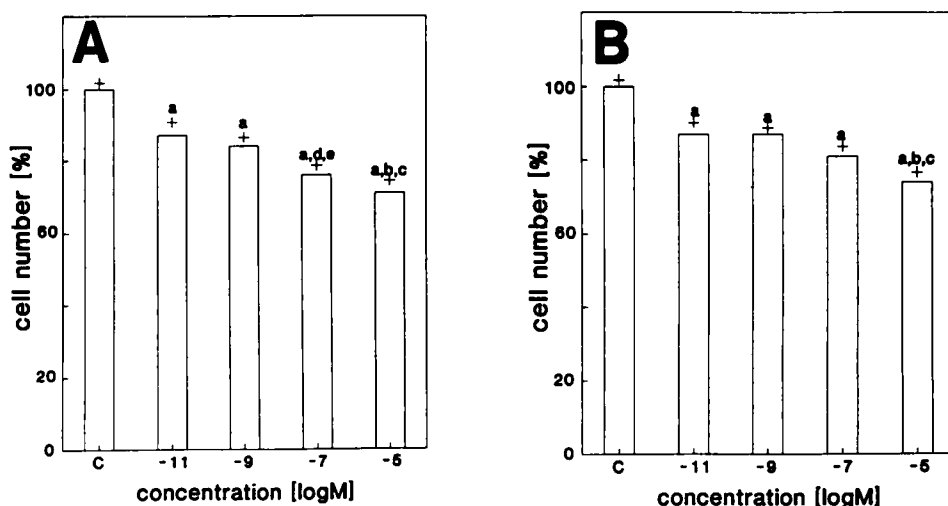 A
cell number [%]
100
60
20
0
a
a
a,d,e
a,b,c
C -11 -9 -7 -5
concentration [logM]
B
cell number [%]
100
60
20
0
a
a
a
a,b,c
C -11 -9 -7 -5
concentration [logM]